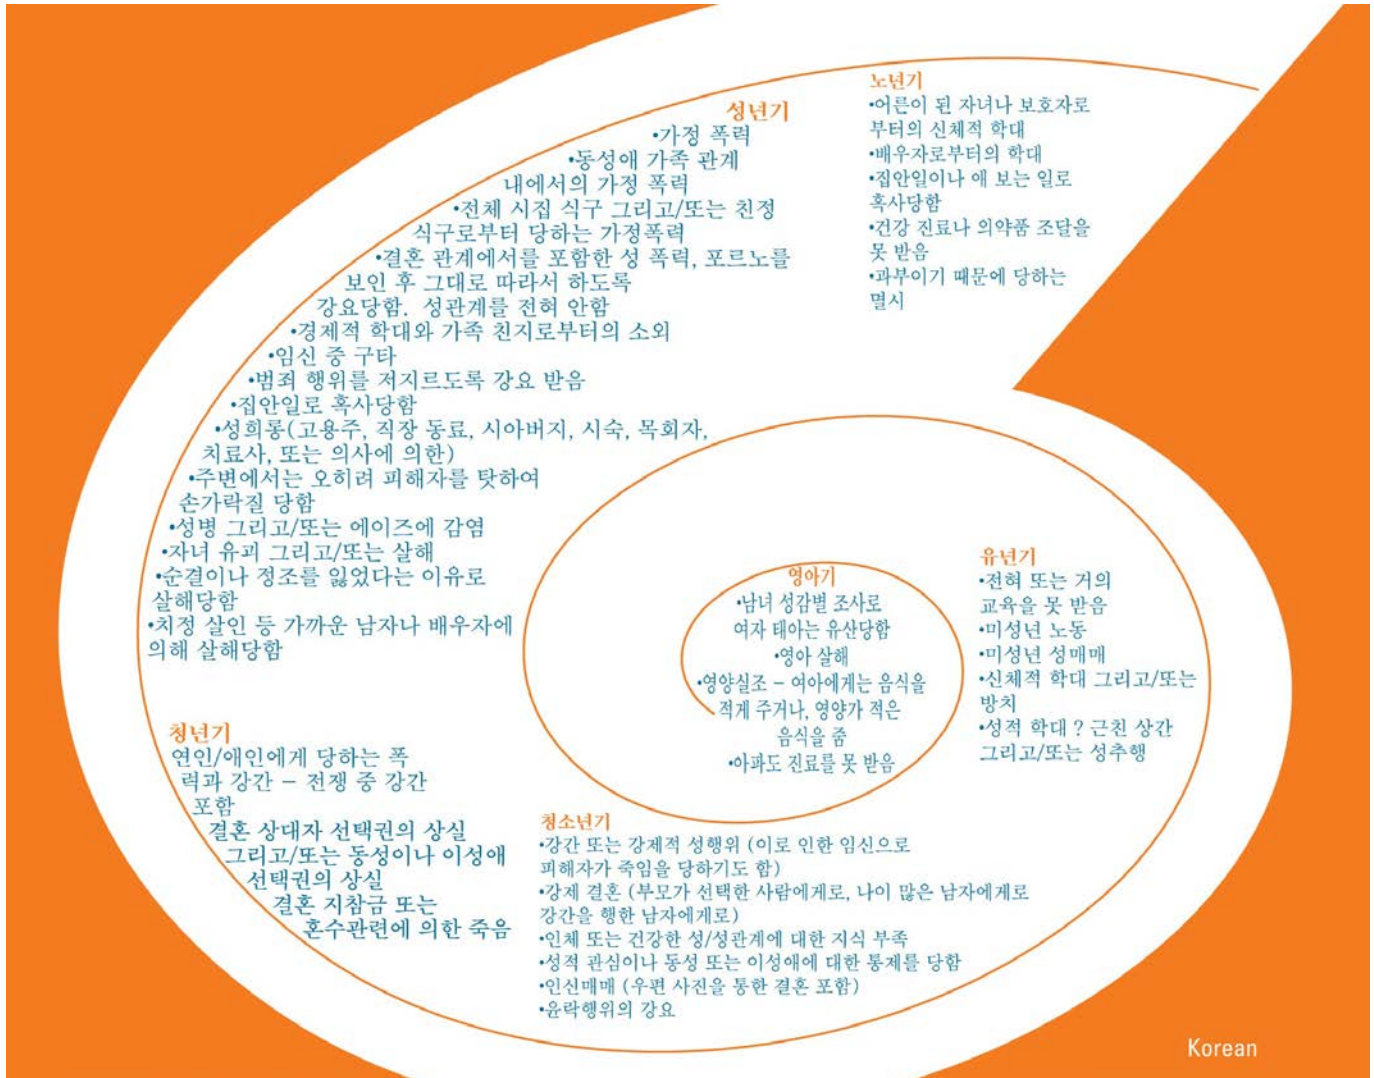 노년기
•어른이 된 자녀나 보호자로
부터의 신체적 학대
•배우자로부터의 학대
•집안일이나 애 보는 일로
혹사당함
•건강 진료나 의약품 조달을
못 받음
•과부이기 때문에 당하는
멸시
성년기
•가정 폭력
•동성애 가족 관계
내에서의 가정 폭력
•전체 시집 식구 그리고/또는 친정
식구로부터 당하는 가정폭력
•결혼 관계에서를 포함한 성 폭력, 포르노를
보인 후 그대로 따라서 하도록
강요당함. 성관계를 전혀 안함
•경제적 학대와 가족 친지로부터의 소외
•임신 중 구타
•범죄 행위를 저지르도록 강요 받음
•집안일로 혹사당함
•성희롱(고용주, 직장 동료, 시아버지, 시숙, 목회자,
치료사, 또는 의사에 의한)
•주변에서는 오히려 피해자를 탓하여
손가락질 당함
•성병 그리고/또는 에이즈에 감염
•자녀 유괴 그리고/또는 살해
•순결이나 정조를 잃었다는 이유로
살해당함
•치정 살인 등 가까운 남자나 배우자에
의해 살해당함
영아기
•남녀 성감별 조사로
여자 태아는 유산당함
•영아 살해
•영양실조 – 여아에게는 음식을
적게 주거나, 영양가 적은
음식을 줌
•아파도 진료를 못 받음
유년기
•전혀 또는 거의
교육을 못 받음
•미성년 노동
•미성년 성매매
•신체적 학대 그리고/또는
방치
•성적 학대 ? 근친 상간
그리고/또는 성추행
청년기
연인/애인에게 당하는 폭
력과 강간 – 전쟁 중 강간
포함
결혼 상대자 선택권의 상실
그리고/또는 동성이나 이성애
선택권의 상실
결혼 지참금 또는
혼수관련에 의한 죽음
청소년기
•강간 또는 강제적 성행위 (이로 인한 임신으로
피해자가 죽임을 당하기도 함)
•강제 결혼 (부모가 선택한 사람에게로, 나이 많은 남자에게로
강간을 행한 남자에게로)
•인체 또는 건강한 성/성관계에 대한 지식 부족
•성적 관심이나 동성 또는 이성애에 대한 통제를 당함
•인신매매 (우편 사진을 통한 결혼 포함)
•윤락행위의 강요
Korean